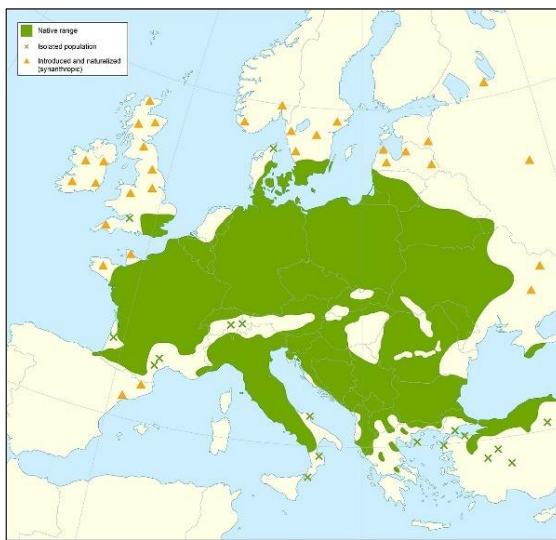 Native range
Isolated population
Introduced and naturalized
(synanthropic)